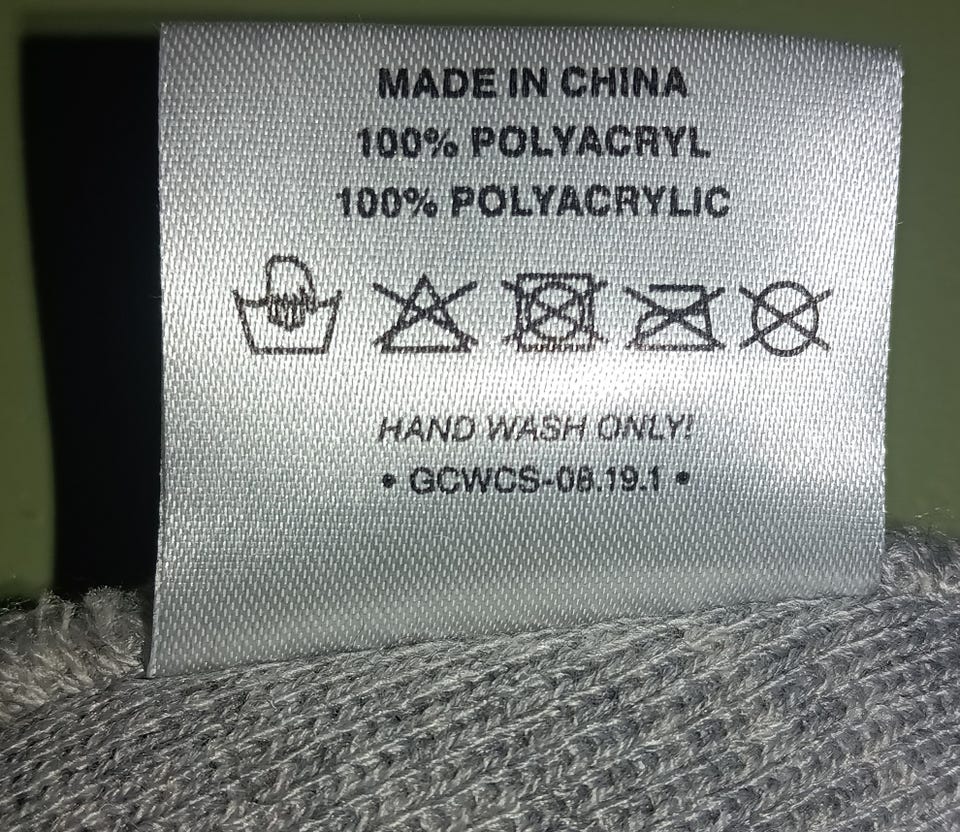 MADE IN CHINA
100% POLYACRYL
100% POLYACRYLIC
HAND WASH ONLY!
• GCWCS-08.19.1 •